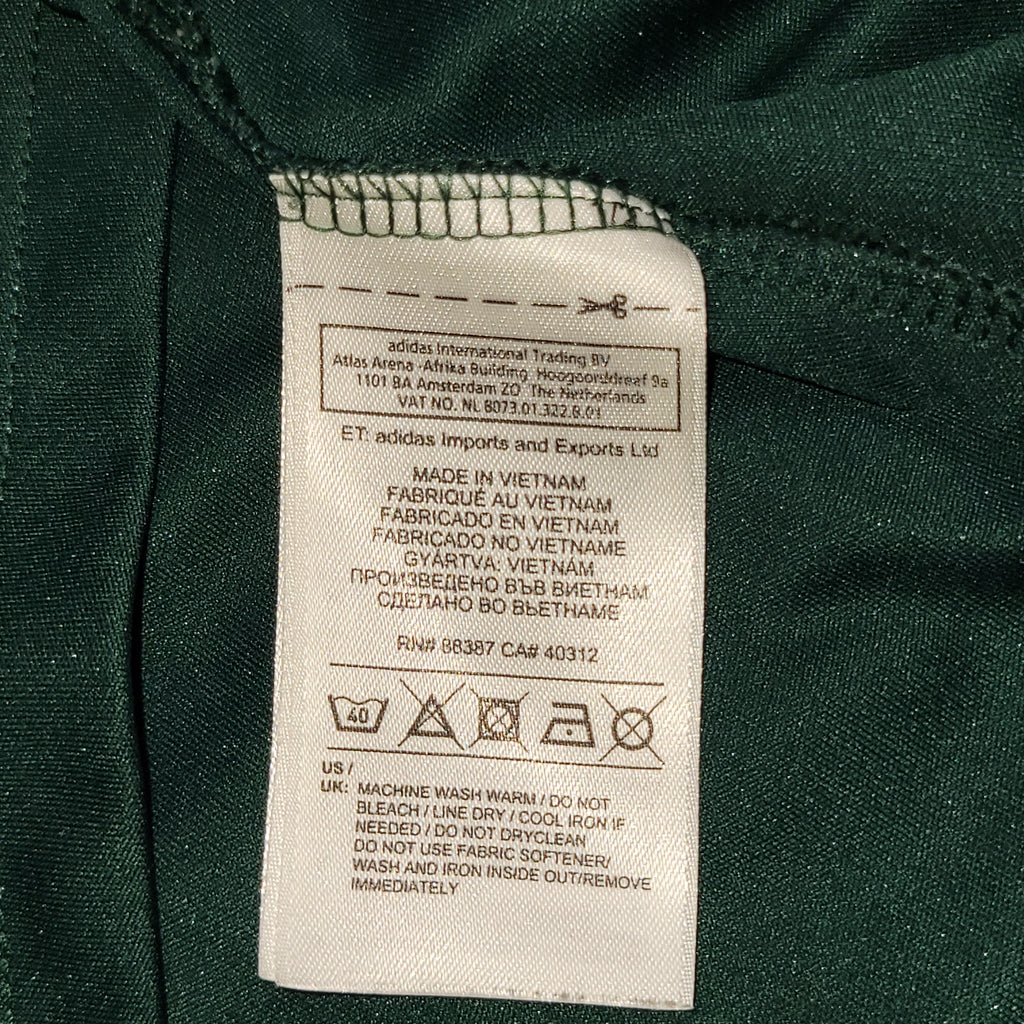 adidas International Trading BV
Atlas Arena -Afrika Building Hoogoorddreef 9a
1101 BA Amsterdam ZO The Netherlands
VAT NO. NL 8073.01.322.B.01
ET: adidas Imports and Exports Ltd
MADE IN VIETNAM
FABRIQUÉ AU VIETNAM
FABRICADO EN VIETNAM
FABRICADO NO VIETNAME
GYÁRTVA: VIETNÁM
ПРОИЗВЕДЕНО ВЪВ ВИЕТНАМ
СДЕЛАНО ВО ВЬЕТНАМЕ
RN# 88387 CA# 40312
40
US /
UK: MACHINE WASH WARM / DO NOT
BLEACH / LINE DRY / COOL IRON IF
NEEDED / DO NOT DRYCLEAN
DO NOT USE FABRIC SOFTENER/
WASH AND IRON INSIDE OUT/REMOVE
IMMEDIATELY